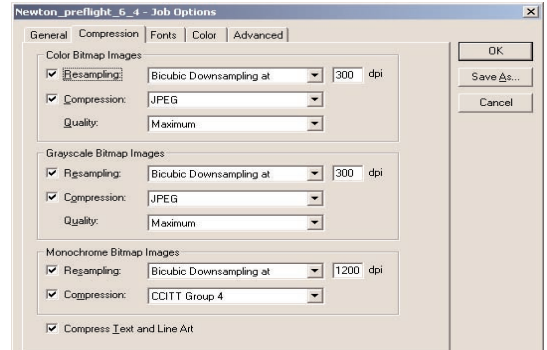 Newton_preflight_6_4 - Job Options
General Compression Fonts Color Advanced
OK
Save As...
Cancel
Color Bitmap Images
Resampling: Bicubic Downsampling at 300 dpi
Compression: JPEG
Quality: Maximum
Grayscale Bitmap Images
Resampling: Bicubic Downsampling at 300 dpi
Compression: JPEG
Quality: Maximum
Monochrome Bitmap Images
Resampling: Bicubic Downsampling at 1200 dpi
Compression: CCITT Group 4
Compress Text and Line Art